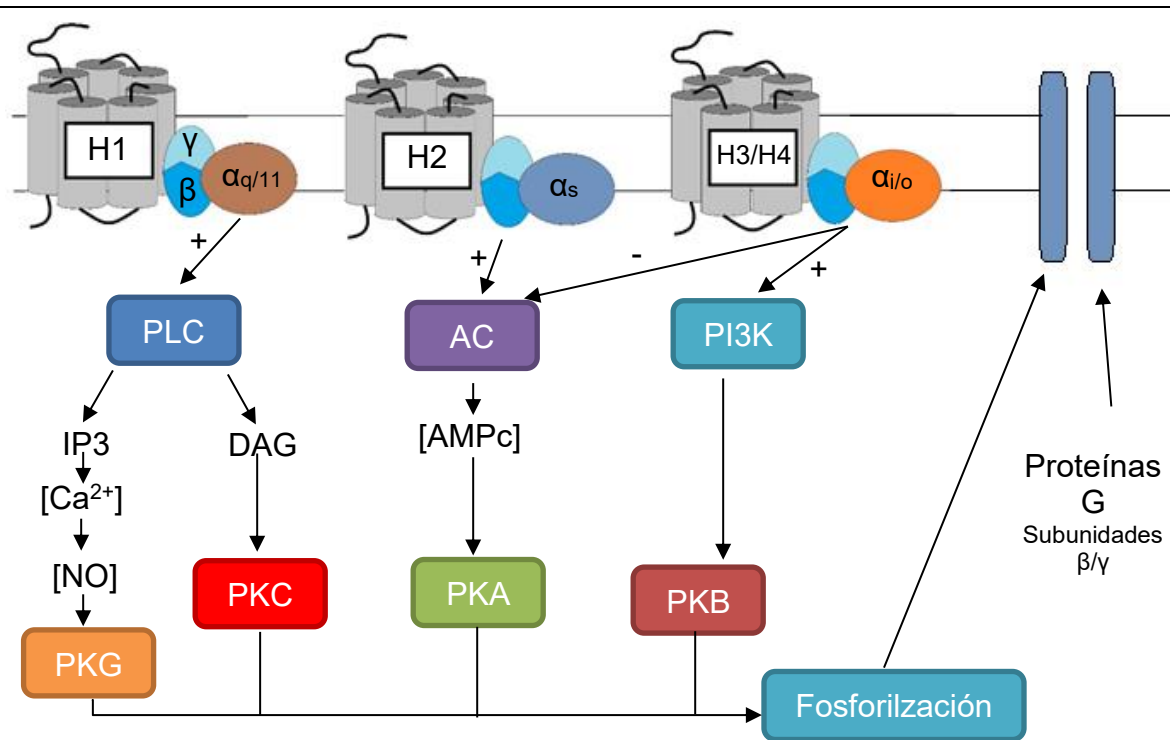 H1
γ
β
αq/11
H2
αs
H3/H4
αi/o
+
+
-
+
PLC
AC
PI3K
IP3
DAG
[AMPc]
[Ca²⁺]
[NO]
Proteínas
G
Subunidades
β/γ
PKC
PKA
PKB
PKG
Fosforilzación